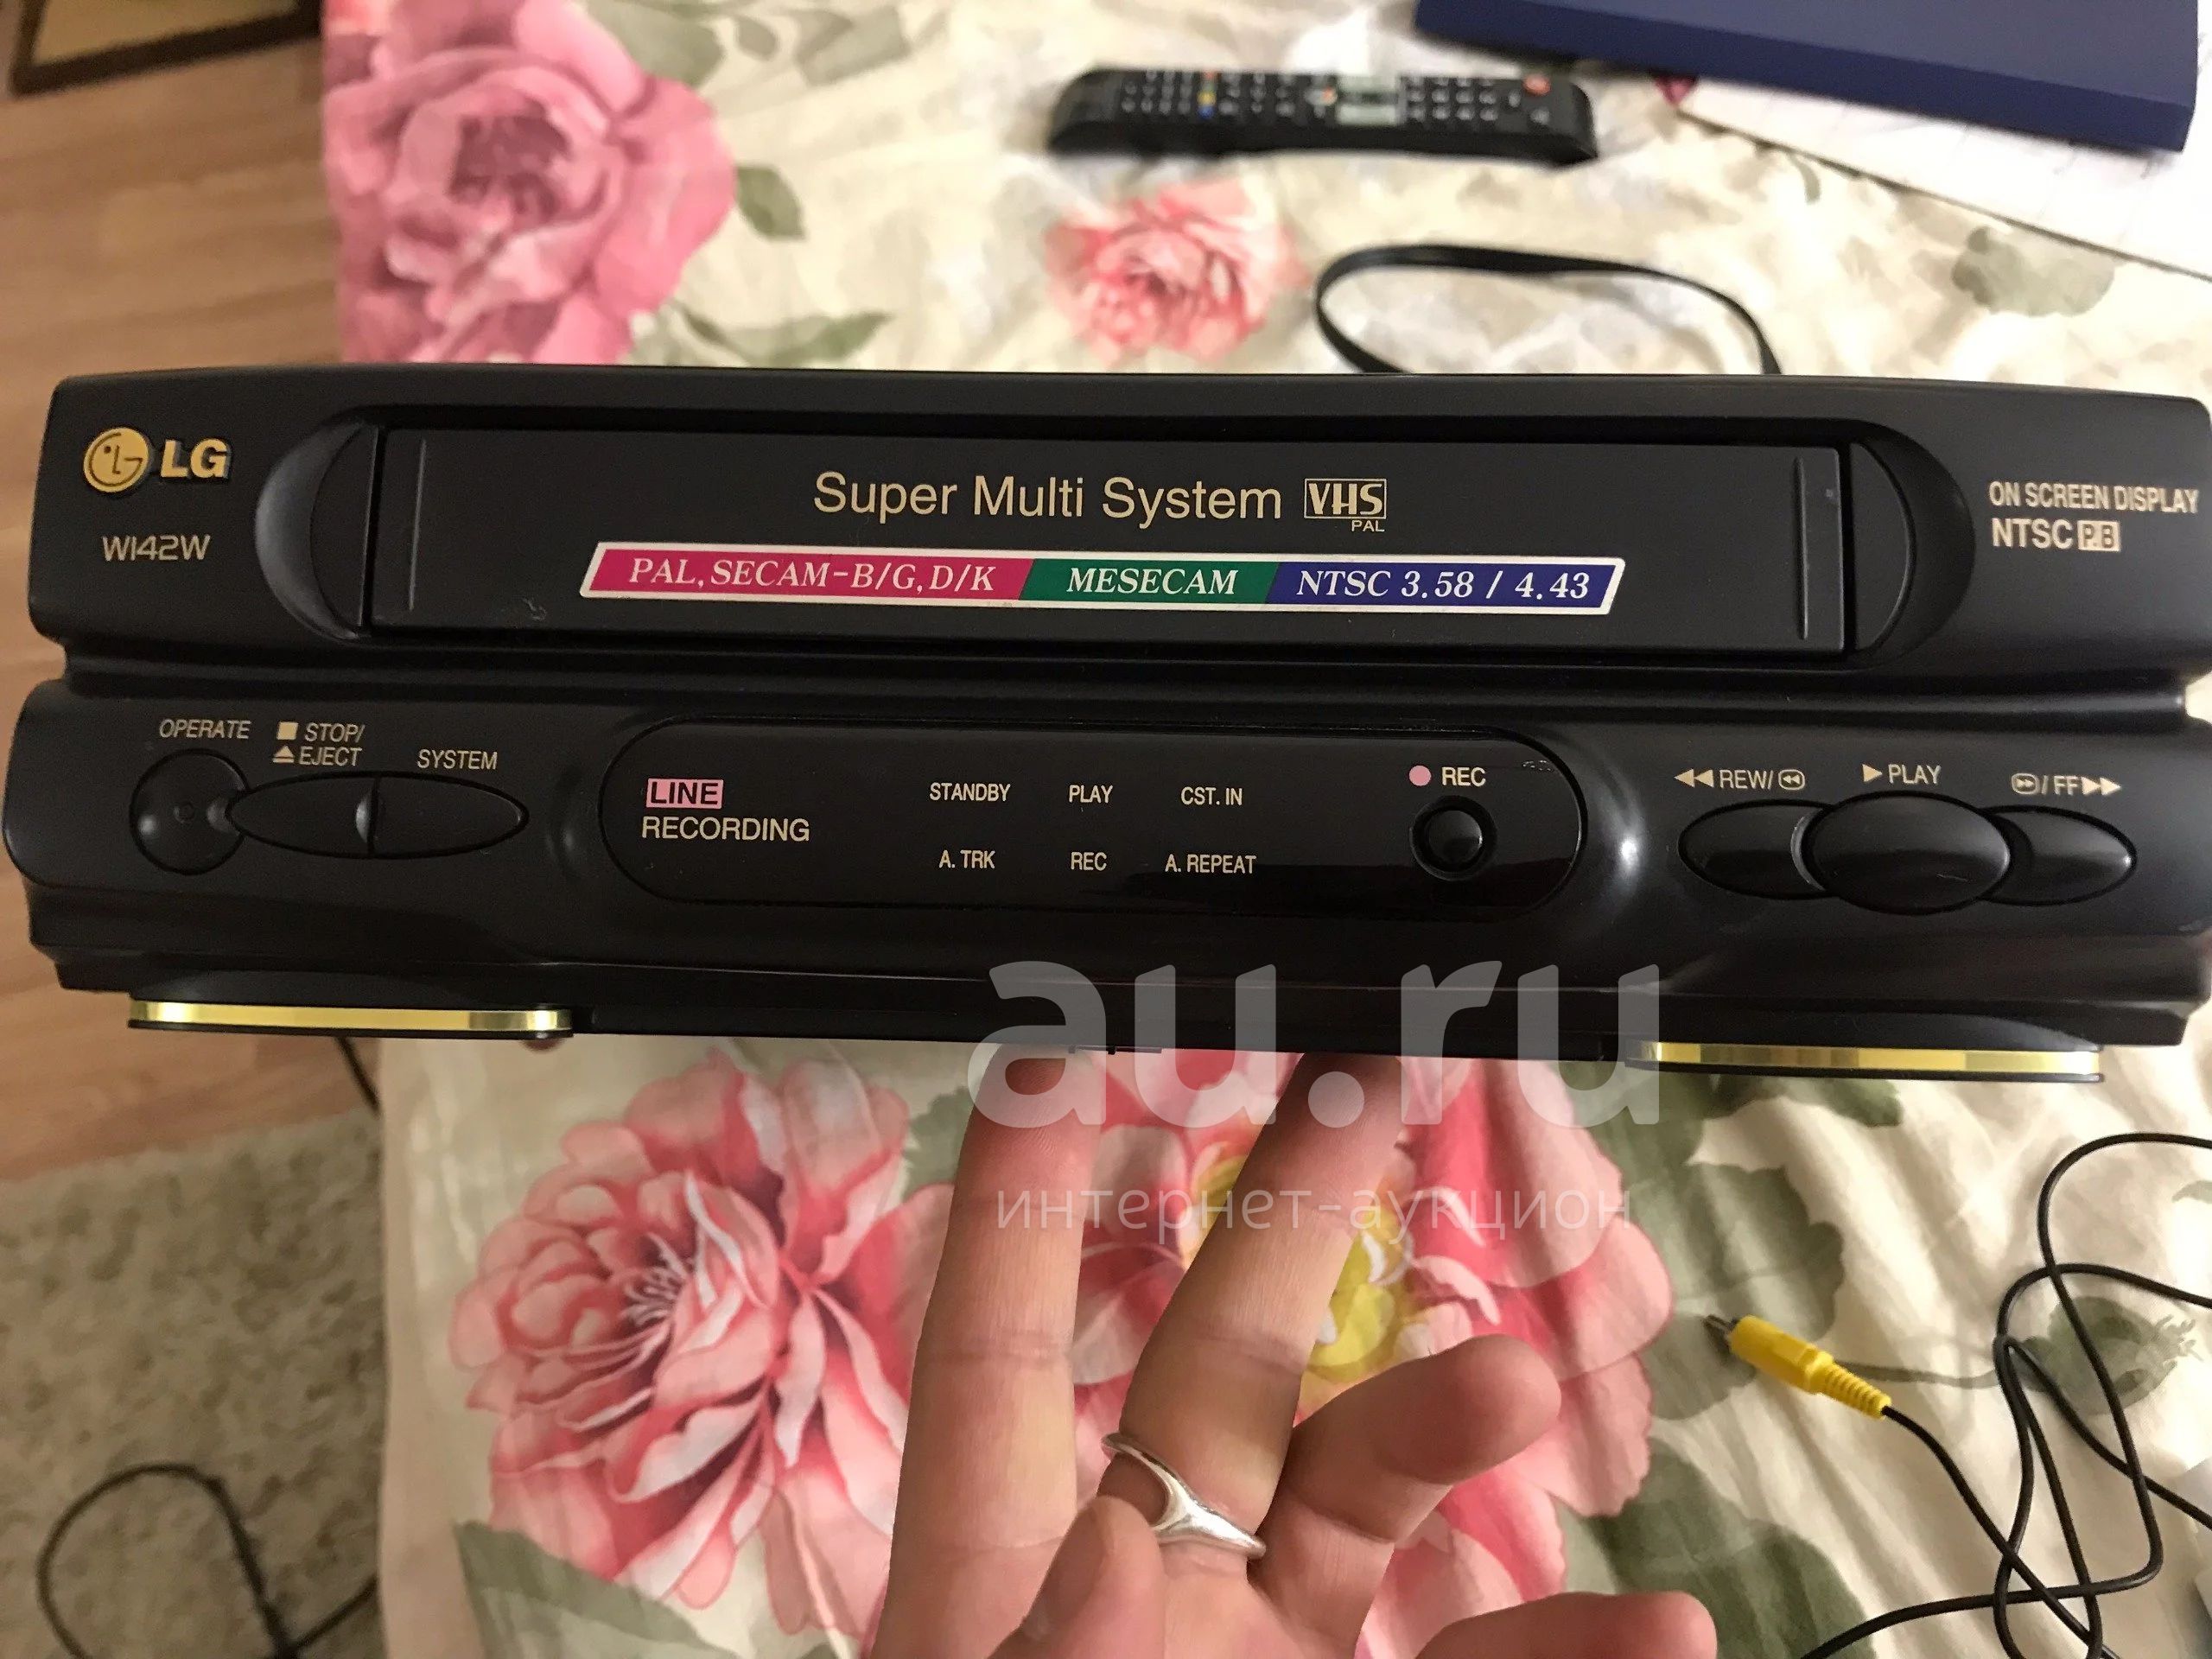 LG
W142W
Super Multi System VHS
PAL
PAL, SECAM-B/G, D/K MESECAM NTSC 3.58 / 4.43
ON SCREEN DISPLAY
NTSC P.B
OPERATE
STOP/
EJECT
SYSTEM
LINE
RECORDING
STANDBY PLAY CST. IN
A. TRK REC A. REPEAT
REC
REW/
PLAY
/ FF
au.ru
интернет-аукцион